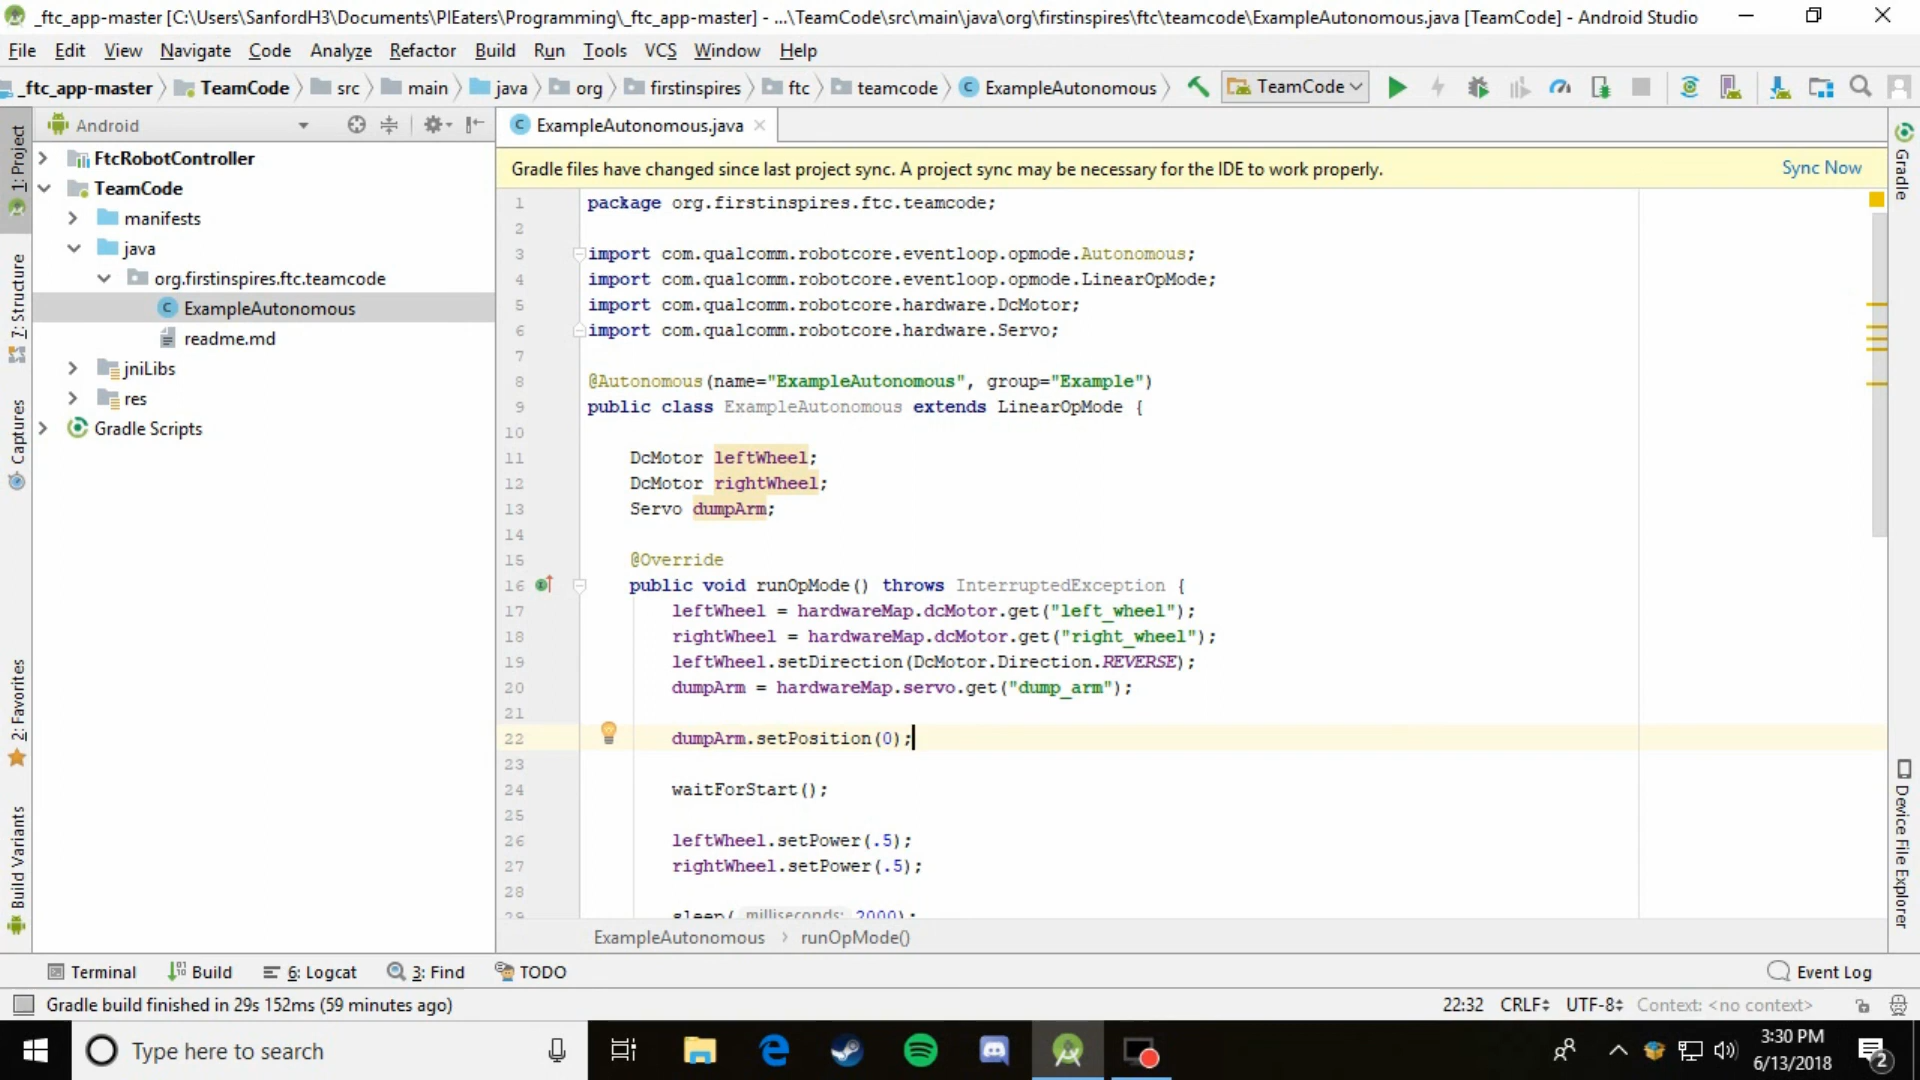 _ftc_app-master [C:\Users\SanfordH3\Documents\PIEaters\Programming\_ftc_app-master] - ...\TeamCode\src\main\java\org\firstinspires\ftc\teamcode\ExampleAutonomous.java [TeamCode] - Android Studio
File Edit View Navigate Code Analyze Refactor Build Run Tools VCS Window Help
_ftc_app-master TeamCode src main java org firstinspires ftc teamcode ExampleAutonomous TeamCode
Android
ExampleAutonomous.java
1: Project
7: Structure
Captures
2: Favorites
Build Variants
FtcRobotController
TeamCode
manifests
java
org.firstinspires.ftc.teamcode
ExampleAutonomous
readme.md
jniLibs
res
Gradle Scripts
Gradle files have changed since last project sync. A project sync may be necessary for the IDE to work properly. Sync Now
1 package org.firstinspires.ftc.teamcode;
2
3 import com.qualcomm.robotcore.eventloop.opmode.Autonomous;
4 import com.qualcomm.robotcore.eventloop.opmode.LinearOpMode;
5 import com.qualcomm.robotcore.hardware.DcMotor;
6 import com.qualcomm.robotcore.hardware.Servo;
7
8 @Autonomous(name="ExampleAutonomous", group="Example")
9 public class ExampleAutonomous extends LinearOpMode {
10
11 DcMotor leftWheel;
12 DcMotor rightWheel;
13 Servo dumpArm;
14
15 @Override
16 public void runOpMode() throws InterruptedException {
17 leftWheel = hardwareMap.dcMotor.get("left_wheel");
18 rightWheel = hardwareMap.dcMotor.get("right_wheel");
19 leftWheel.setDirection(DcMotor.Direction.REVERSE);
20 dumpArm = hardwareMap.servo.get("dump_arm");
21
22 dumpArm.setPosition(0);
23
24 waitForStart();
25
26 leftWheel.setPower(.5);
27 rightWheel.setPower(.5);
28
29 sleep( milliseconds: 2000);
ExampleAutonomous runOpMode()
Gradle
Device File Explorer
Terminal Build 6: Logcat 3: Find TODO Event Log
Gradle build finished in 29s 152ms (59 minutes ago) 22:32 CRLF UTF-8 Context: <no context>
Type here to search
3:30 PM
6/13/2018
2